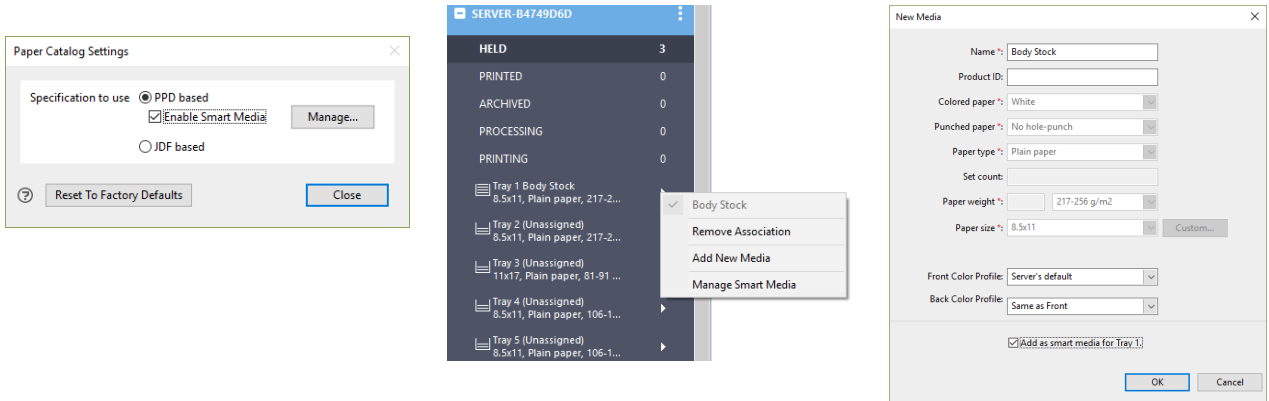 Paper Catalog Settings
Specification to use PPD based
Enable Smart Media
Manage...
JDF based
Reset To Factory Defaults
Close
SERVER-B4749D6D
HELD 3
PRINTED 0
ARCHIVED 0
PROCESSING 0
PRINTING 0
Tray 1 Body Stock
8.5x11, Plain paper, 217-2...
Tray 2 (Unassigned)
8.5x11, Plain paper, 217-2...
Tray 3 (Unassigned)
11x17, Plain paper, 81-91 ...
Tray 4 (Unassigned)
8.5x11, Plain paper, 106-1...
Tray 5 (Unassigned)
8.5x11, Plain paper, 106-1...
Body Stock
Remove Association
Add New Media
Manage Smart Media
New Media
Name *: Body Stock
Product ID:
Colored paper *: White
Punched paper *: No hole-punch
Paper type *: Plain paper
Set count:
Paper weight *: 217-256 g/m2
Paper size *: 8.5x11 Custom...
Front Color Profile: Server's default
Back Color Profile: Same as Front
Add as smart media for Tray 1.
OK Cancel